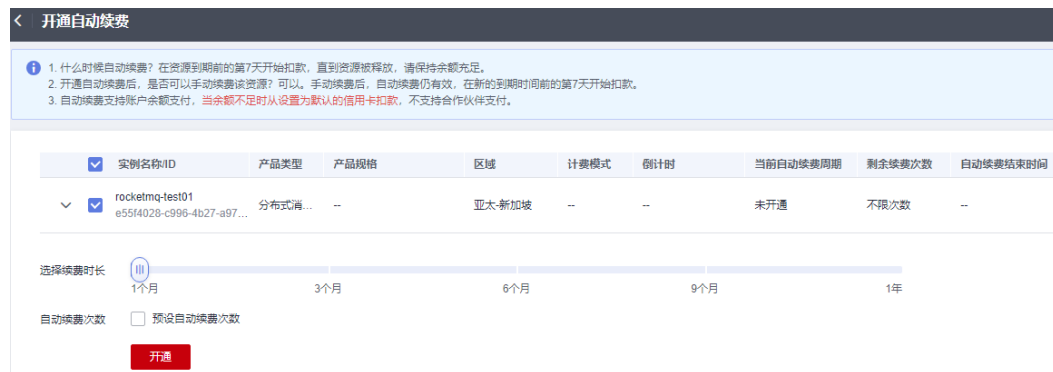 开通自动续费
1. 什么时候自动续费？在资源到期前的第7天开始扣款，直到资源被释放，请保持余额充足。
2. 开通自动续费后，是否可以手动续费该资源？可以。手动续费后，自动续费仍有效，在新的到期时间前的第7天开始扣款。
3. 自动续费支持账户余额支付，当余额不足时从设置为默认的信用卡扣款，不支持合作伙伴支付。
实例名称/ID 产品类型 产品规格 区域 计费模式 倒计时 当前自动续费周期 剩余续费次数 自动续费结束时间
rocketmq-test01
e55f4028-c996-4b27-a97... 分布式消... -- 亚太-新加坡 -- -- 未开通 不限次数 --
选择续费时长
1个月 3个月 6个月 9个月 1年
自动续费次数 预设自动续费次数
开通